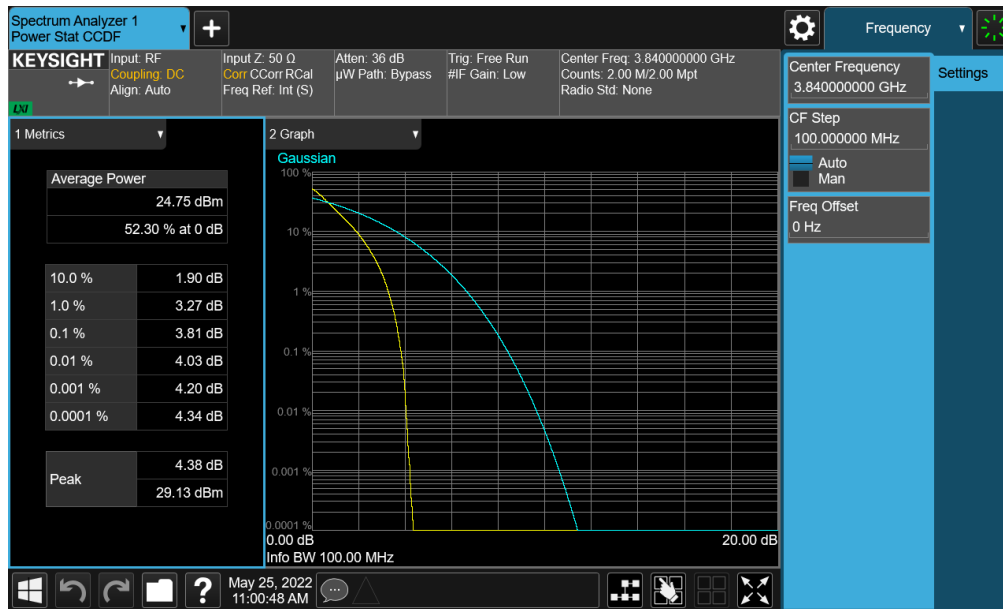 Spectrum Analyzer 1
Power Stat CCDF
+
Frequency
KEYSIGHT
LXI
Input: RF
Coupling: DC
Align: Auto
Input Z: 50 Ω
Corr CCorr RCal
Freq Ref: Int (S)
Atten: 36 dB
µW Path: Bypass
Trig: Free Run
#IF Gain: Low
Center Freq: 3.840000000 GHz
Counts: 2.00 M/2.00 Mpt
Radio Std: None
Center Frequency
3.840000000 GHz
Settings
CF Step
100.000000 MHz
Auto
Man
Freq Offset
0 Hz
1 Metrics
Average Power
24.75 dBm
52.30 % at 0 dB
10.0 % 1.90 dB
1.0 % 3.27 dB
0.1 % 3.81 dB
0.01 % 4.03 dB
0.001 % 4.20 dB
0.0001 % 4.34 dB
Peak
4.38 dB
29.13 dBm
2 Graph
Gaussian
100 %
10 %
1 %
0.1 %
0.01 %
0.001 %
0.0001 %
0.00 dB 20.00 dB
Info BW 100.00 MHz
?
May 25, 2022
11:00:48 AM